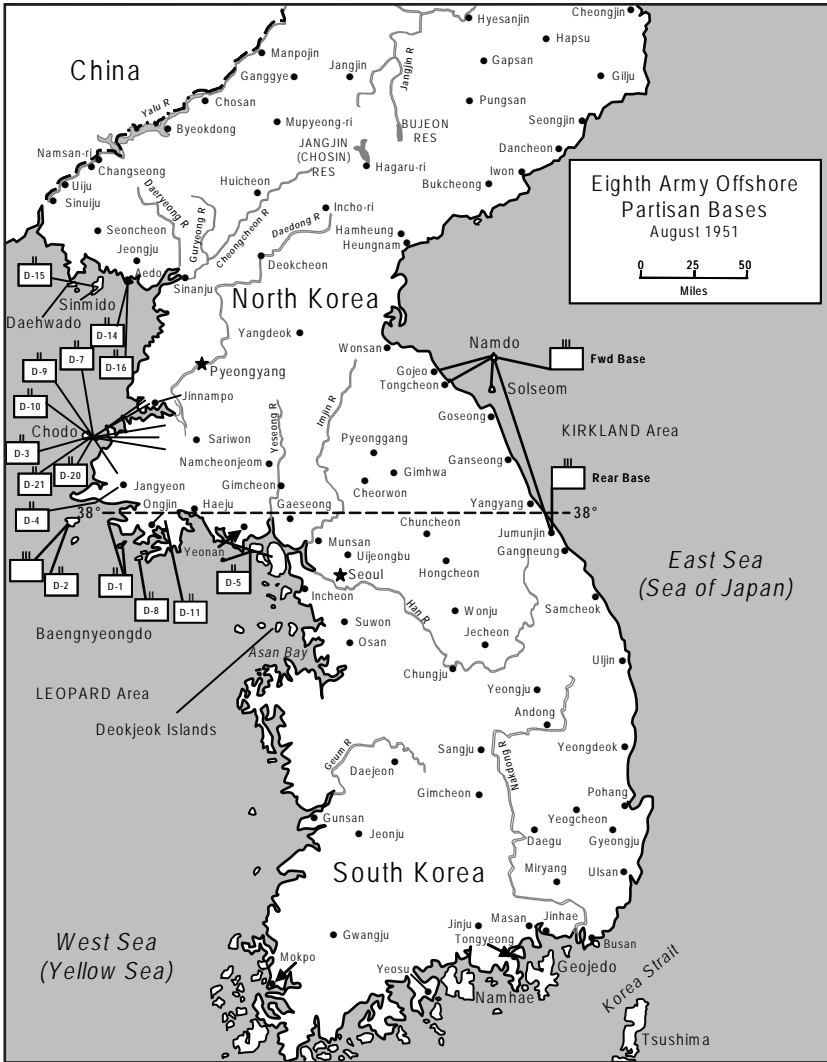 Cheongjin
Hyesanjin
Hapsu
China
Manpojin
Ganggye
Jangjin
Jangjin R
Gapsan
Gilju
Yalu R
Chosan
Pungsan
Byeokdong
Mupyeong-ri
BUJEON
RES
Seongjin
JANGJIN
(CHOSIN)
RES
Dancheon
Namsan-ri
Changseong
Hagaru-ri
Iwon
Uiju
Huicheon
Bukcheong
Sinuiju
Daeryeong R
Guryeong R
Cheongcheon R
Incho-ri
Daedong R
Seoncheon
Hamheung
Heungnam
Jeongju
Deokcheon
Aedo
Sinanju
Eighth Army Offshore
Partisan Bases
August 1951
0 25 50
Miles
D-15
Sinmido
Daehwado
D-14
D-7
D-16
D-9
D-10
North Korea
Yangdeok
Wonsan
Namdo
Fwd Base
Pyeongyang
Gojeo
Tongcheon
Solseom
Jinnampo
Imjin R
Yeseong R
Goseong
Chodo
D-3
D-20
D-21
Sariwon
Pyeonggang
KIRKLAND Area
Namcheonjeom
Gimhwa
Ganseong
Cheorwon
Rear Base
Jangyeon
Gimcheon
D-4
Ongjin
Haeju
Gaeseong
Yangyang
38°
38°
Chuncheon
Jumunjin
Yeonan
Munsan
Uijeongbu
Gangneung
East Sea
(Sea of Japan)
D-2
D-1
D-5
Seoul
Hongcheon
D-8
D-11
Incheon
Han R
Wonju
Samcheok
Baengnyeongdo
Suwon
Osan
Jecheon
Asan Bay
Chungju
Uljin
LEOPARD Area
Yeongju
Deokjeok Islands
Andong
Geum R
Sangju
Nakdong R
Yeongdeok
Daejeon
Gimcheon
Pohang
Gunsan
Yeogcheon
Jeonju
Daegu
Gyeongju
South Korea
Miryang
Ulsan
West Sea
(Yellow Sea)
Gwangju
Jinju
Masan
Jinhae
Tongyeong
Busan
Mokpo
Geojedo
Yeosu
Namhae
Korea Strait
Tsushima